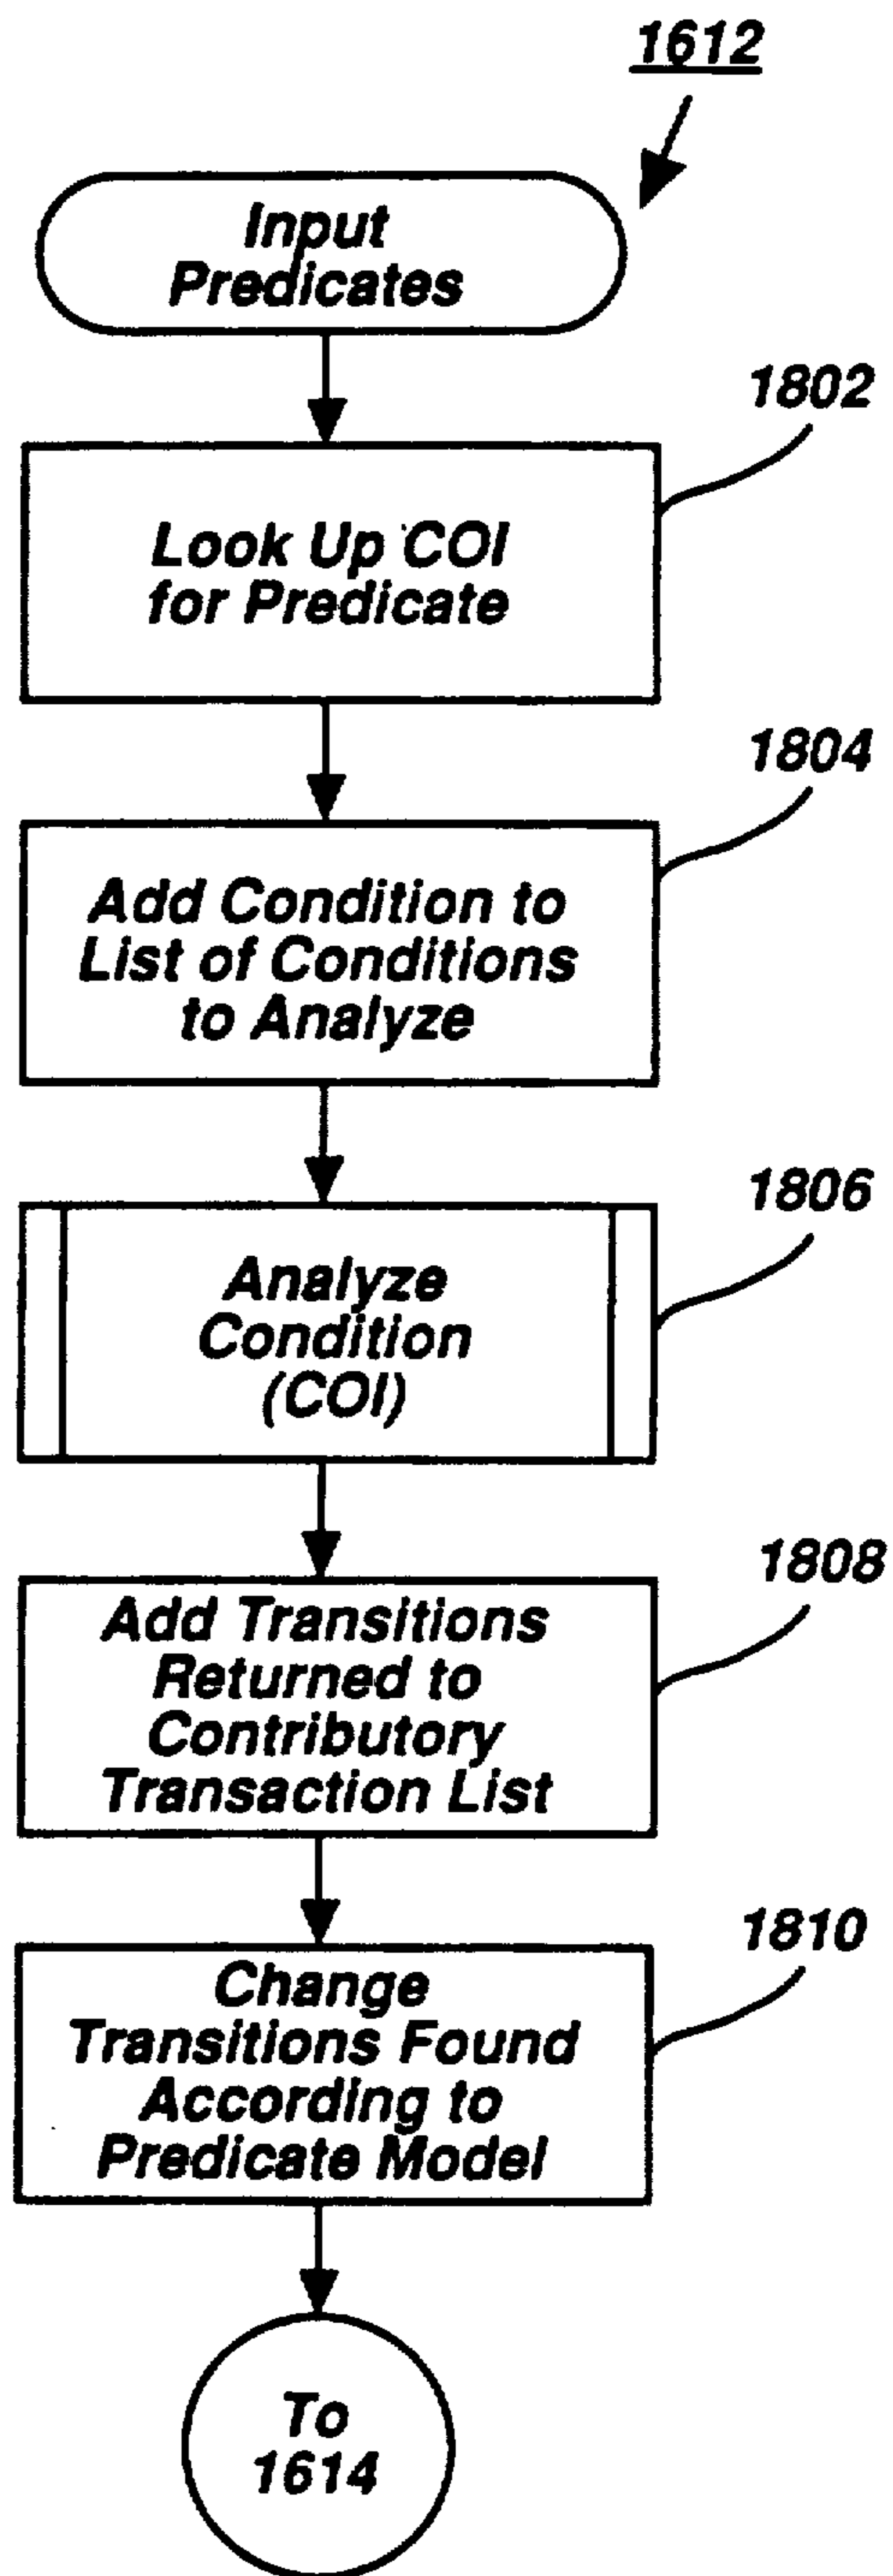 1612
Input
Predicates
1802
Look Up COI
for Predicate
1804
Add Condition to
List of Conditions
to Analyze
1806
Analyze
Condition
(COI)
1808
Add Transitions
Returned to
Contributory
Transaction List
1810
Change
Transitions Found
According to
Predicate Model
To
1614